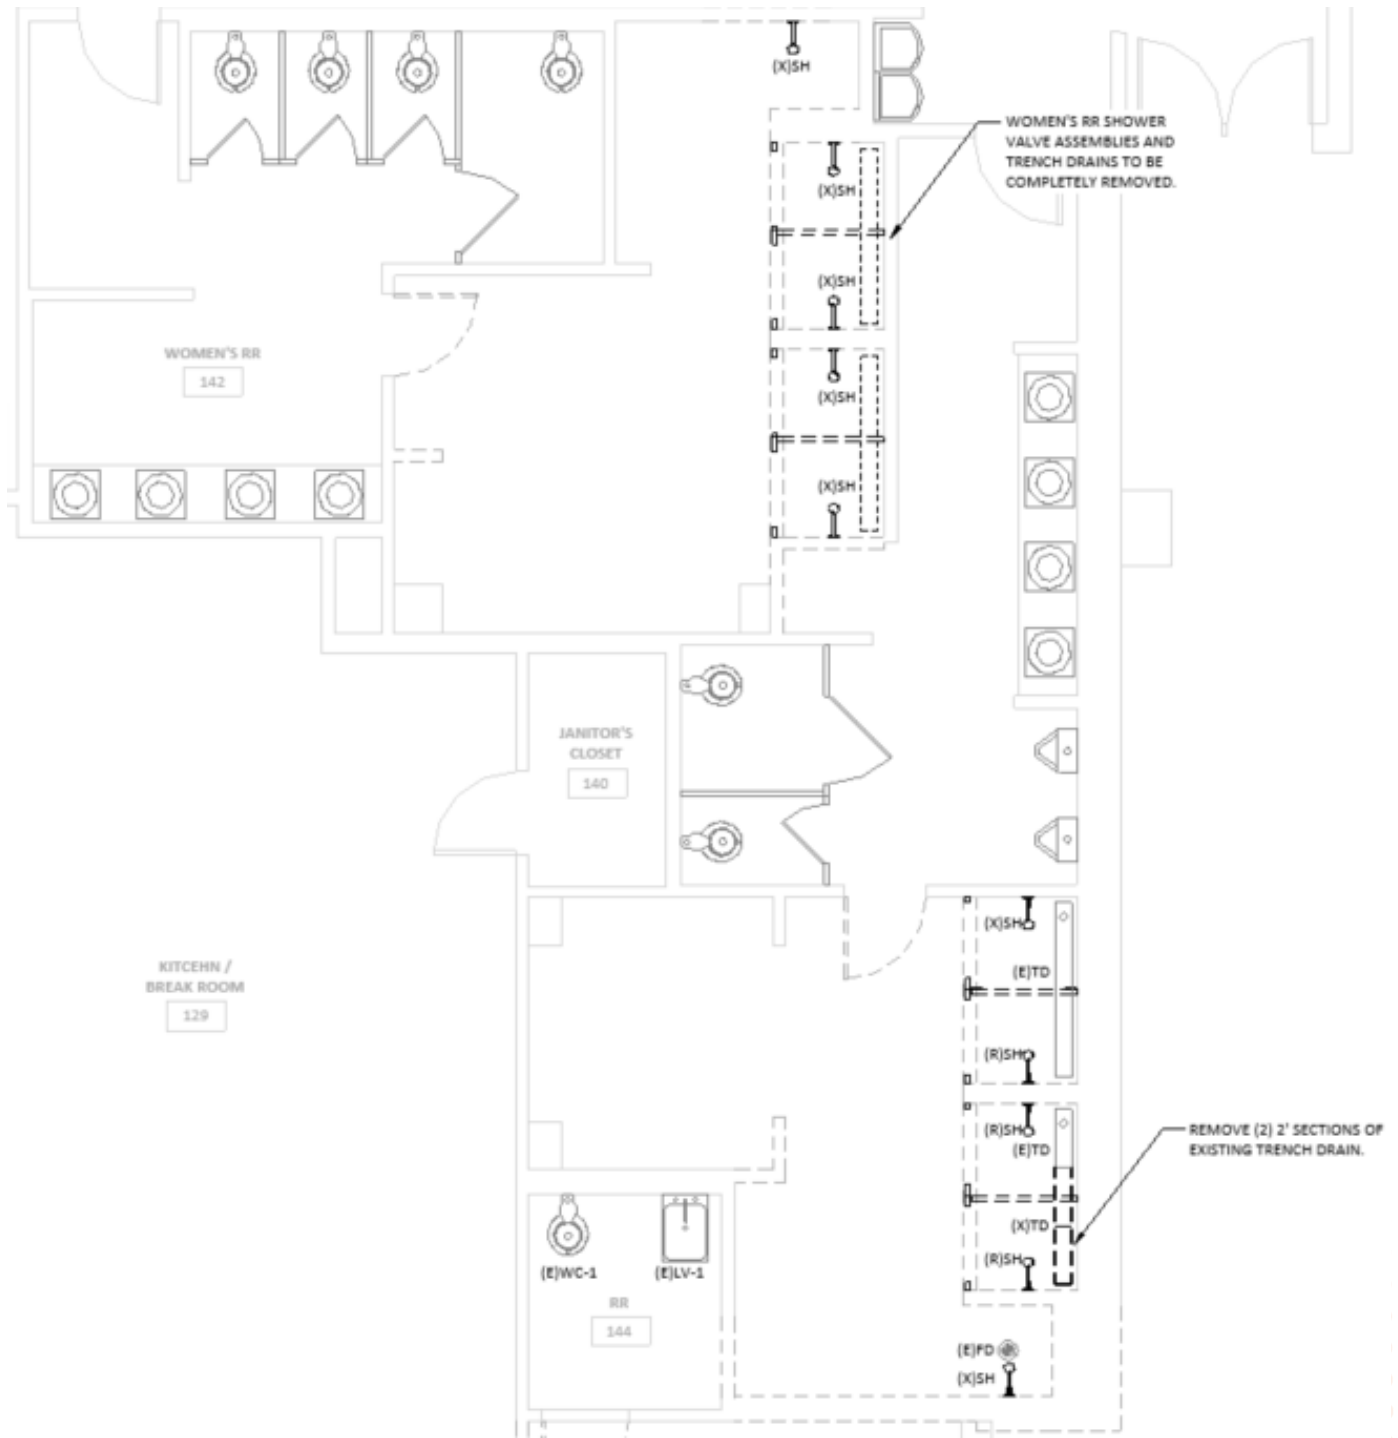 (X)SH
WOMEN'S RR SHOWER
VALVE ASSEMBLIES AND
TRENCH DRAINS TO BE
COMPLETELY REMOVED.
(X)SH
(X)SH
WOMEN'S RR
142
(X)SH
(X)SH
JANITOR'S
CLOSET
140
KITCEHN /
BREAK ROOM
129
(X)SH
(E)TD
(R)SH
(R)SH
(E)TD
REMOVE (2) 2' SECTIONS OF
EXISTING TRENCH DRAIN.
(X)TD
(R)SH
(E)WC-1
(E)LV-1
RR
144
(E)FD
(X)SH